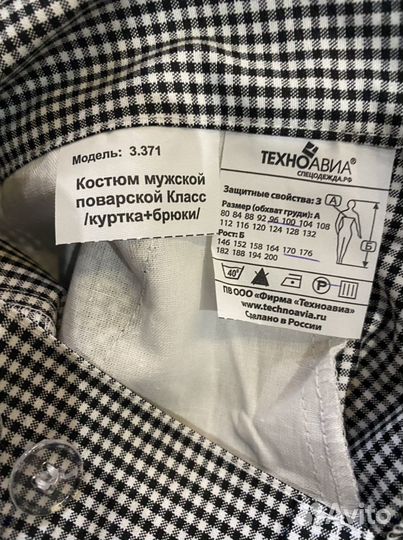 Модель: 3.371
Костюм мужской
поварской Класс
/куртка+брюки/
ТЕХНОАВИА®
СПЕЦОДЕЖДА.РФ
Защитные свойства: З А
Размер (обхват груди): А
80 84 88 92 96 100 104 108
112 116 120 124 128 132
Рост: Б
146 152 158 164 170 176
182 188 194 200
Б
40°
P
ПВ ООО «Фирма «Техноавиа»
www.technoavia.ru
Сделано в России
Avito